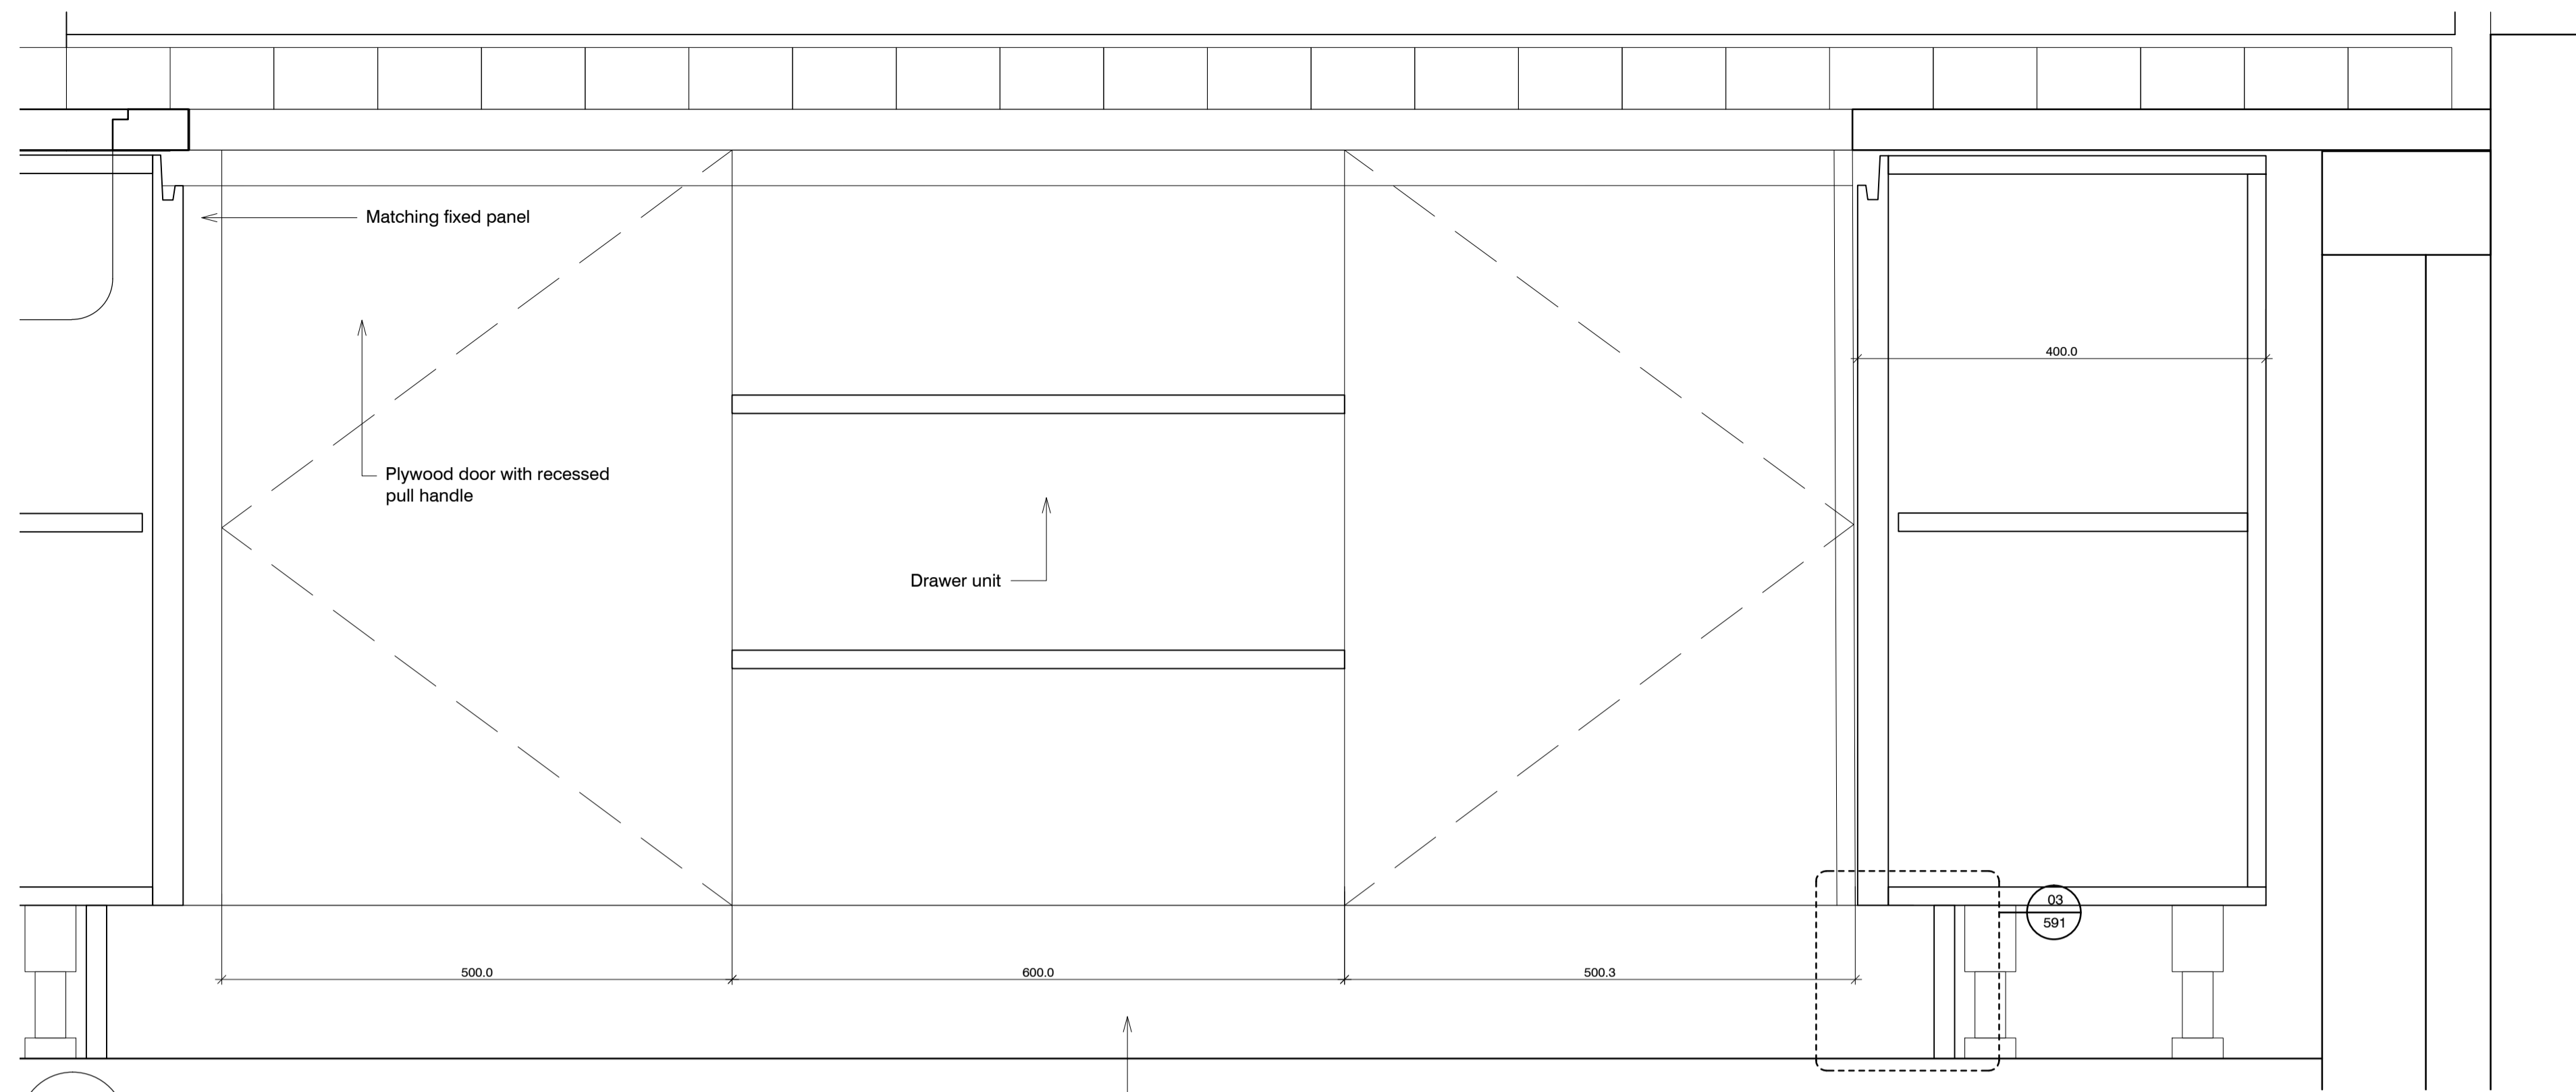 Matching fixed panel
400.0
Plywood door with recessed
pull handle
Drawer unit
03
591
500.0
600.0
500.3